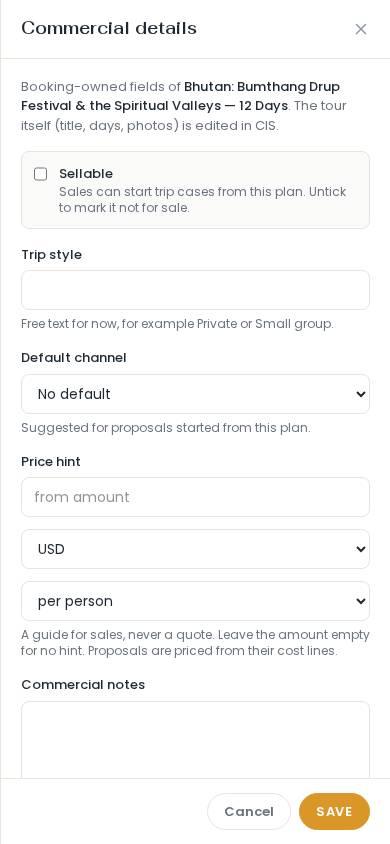 Commercial details
Booking-owned fields of Bhutan: Bumthang Drup
Festival & the Spiritual Valleys — 12 Days. The tour
itself (title, days, photos) is edited in CIS.
Sellable
Sales can start trip cases from this plan. Untick
to mark it not for sale.
Trip style
Free text for now, for example Private or Small group.
Default channel
No default
Suggested for proposals started from this plan.
Price hint
from amount
USD
per person
A guide for sales, never a quote. Leave the amount empty
for no hint. Proposals are priced from their cost lines.
Commercial notes
Cancel
SAVE